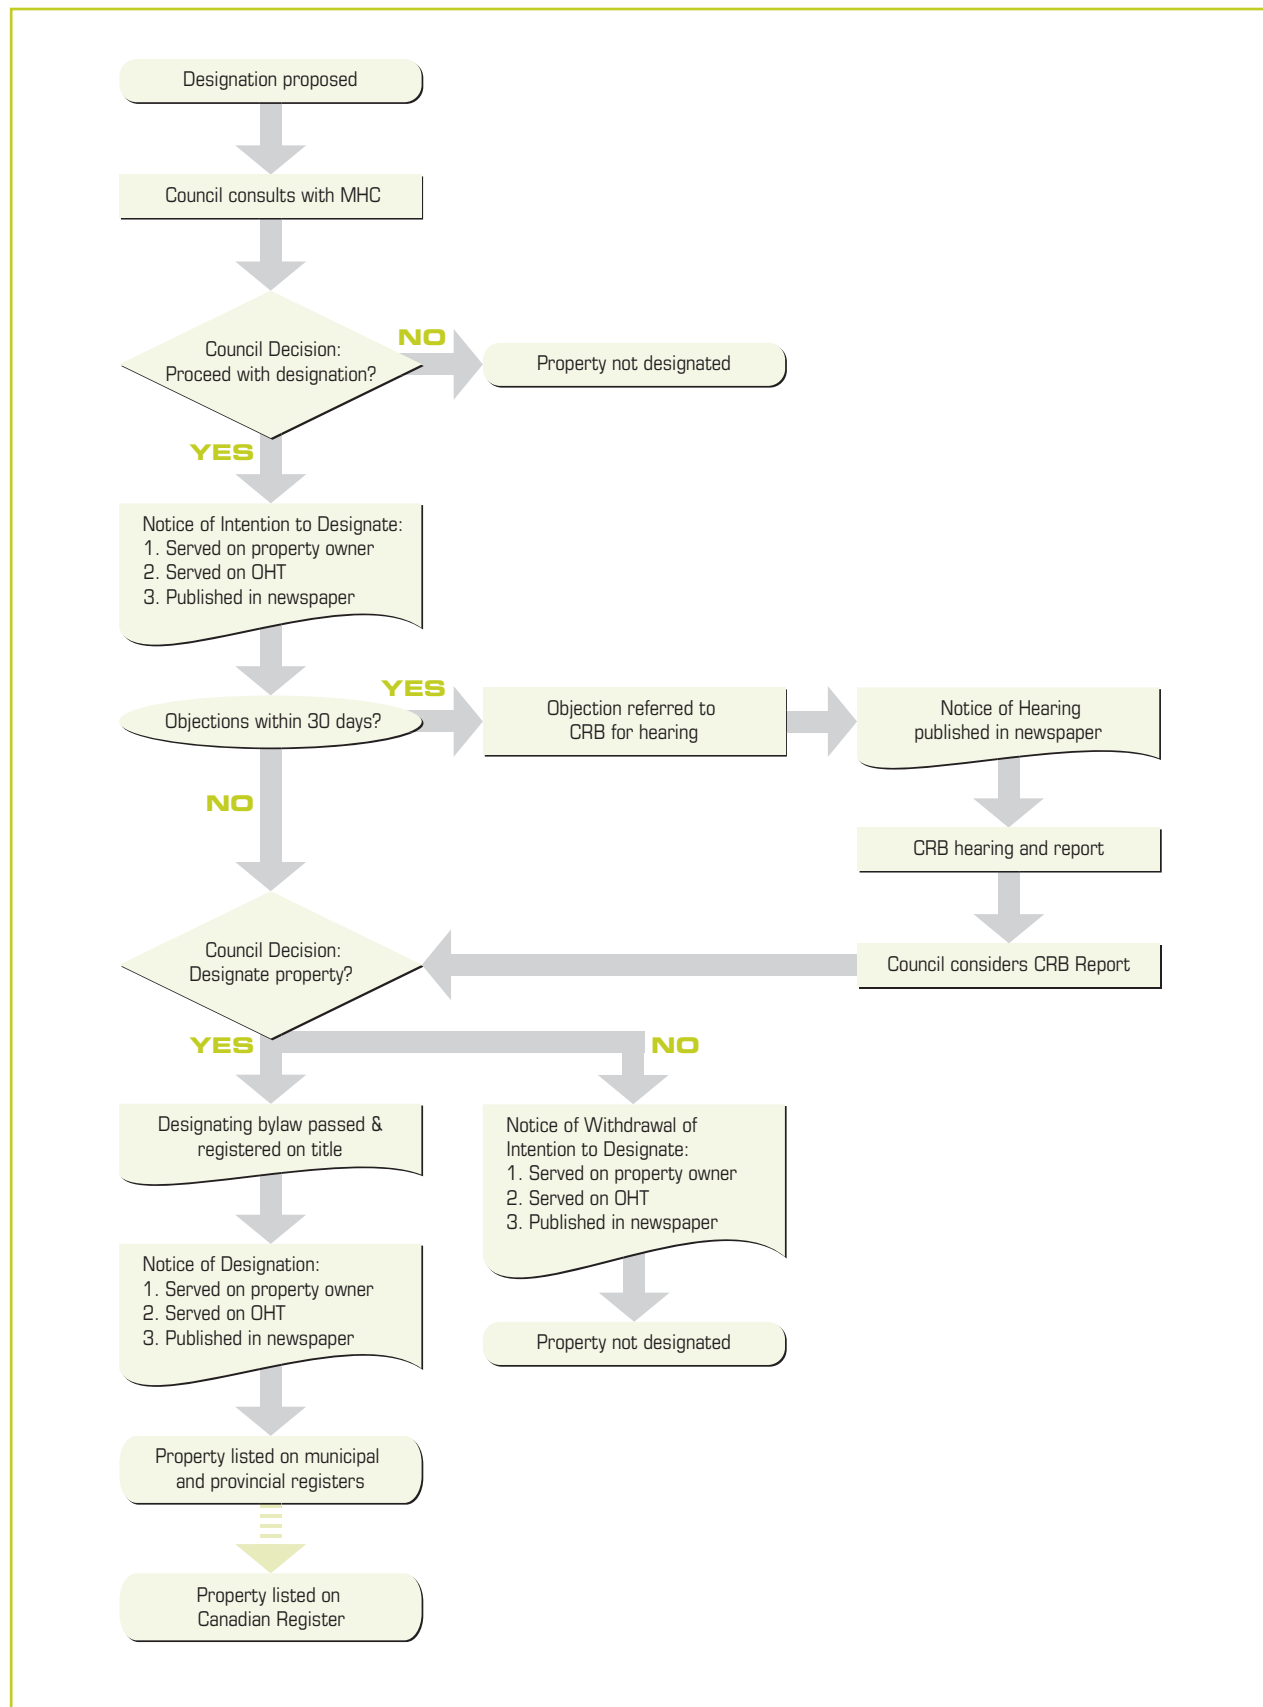 Designation proposed
Council consults with MHC
Council Decision:
Proceed with designation?
NO
Property not designated
YES
Notice of Intention to Designate:
1. Served on property owner
2. Served on OHT
3. Published in newspaper
Objections within 30 days?
YES
Objection referred to
CRB for hearing
Notice of Hearing
published in newspaper
CRB hearing and report
Council considers CRB Report
NO
Council Decision:
Designate property?
YES
NO
Designating bylaw passed &
registered on title
Notice of Withdrawal of
Intention to Designate:
1. Served on property owner
2. Served on OHT
3. Published in newspaper
Notice of Designation:
1. Served on property owner
2. Served on OHT
3. Published in newspaper
Property not designated
Property listed on municipal
and provincial registers
Property listed on
Canadian Register